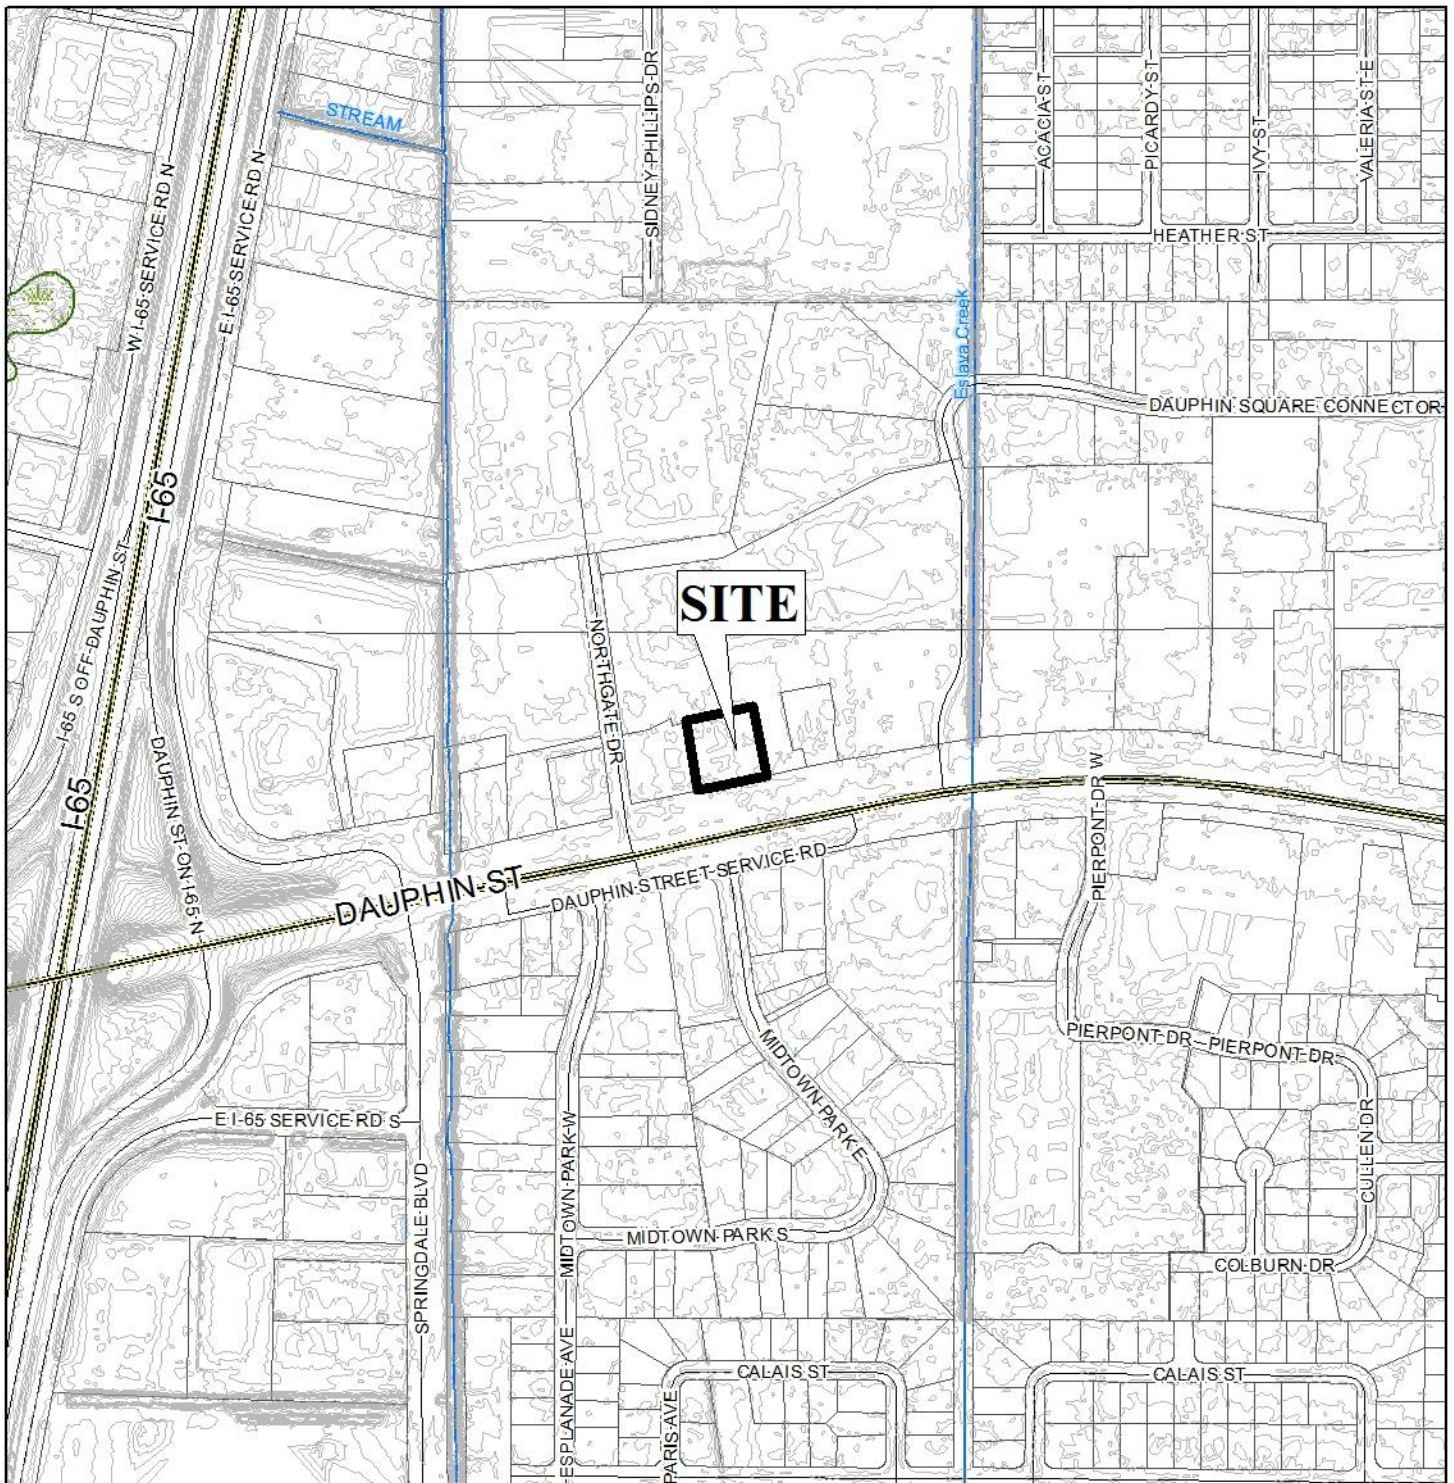 SIDNEY PHILLIPS DR
ACACIA ST
PICARDY ST
IVY ST
VALERIA ST E
STREAM
W I-65 SERVICE RD N
E I-65 SERVICE RD N
HEATHER ST
Eslava Creek
DAUPHIN SQUARE CONNECTOR
I-65
I-65 S OFF DAUPHIN ST
SITE
NORTHGATE DR
I-65
DAUPHIN ST ON I-65 N
PIERPONT DR W
DAUPHIN ST
DAUPHIN STREET SERVICE RD
MIDTOWN PARK E
PIERPONT DR
PIERPONT DR
E I-65 SERVICE RD S
MIDTOWN PARK W
CULLEN DR
SPRINGDALE BLVD
MIDTOWN PARK S
COLBURN DR
ESPLANADE AVE
PARIS AVE
CALAIS ST
CALAIS ST